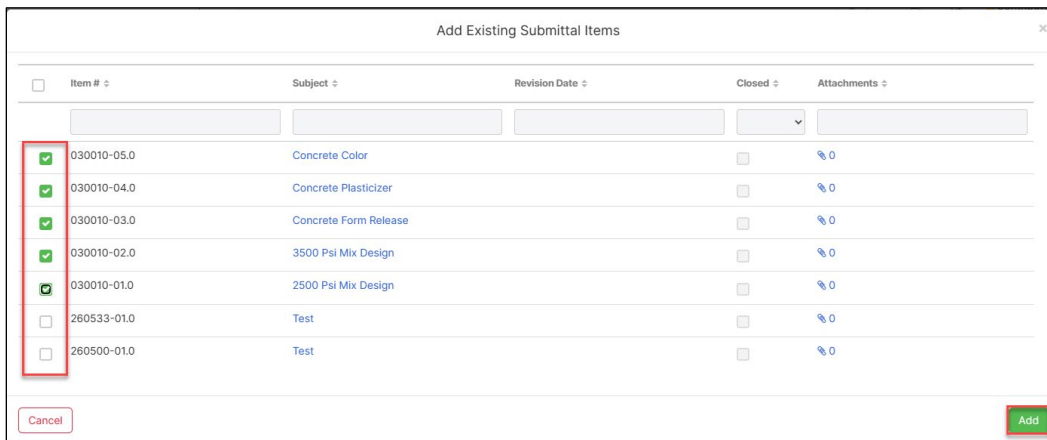 Add Existing Submittal Items
×
Item # Subject Revision Date Closed Attachments
030010-05.0 Concrete Color 0
030010-04.0 Concrete Plasticizer 0
030010-03.0 Concrete Form Release 0
030010-02.0 3500 Psi Mix Design 0
030010-01.0 2500 Psi Mix Design 0
260533-01.0 Test 0
260500-01.0 Test 0
Cancel Add